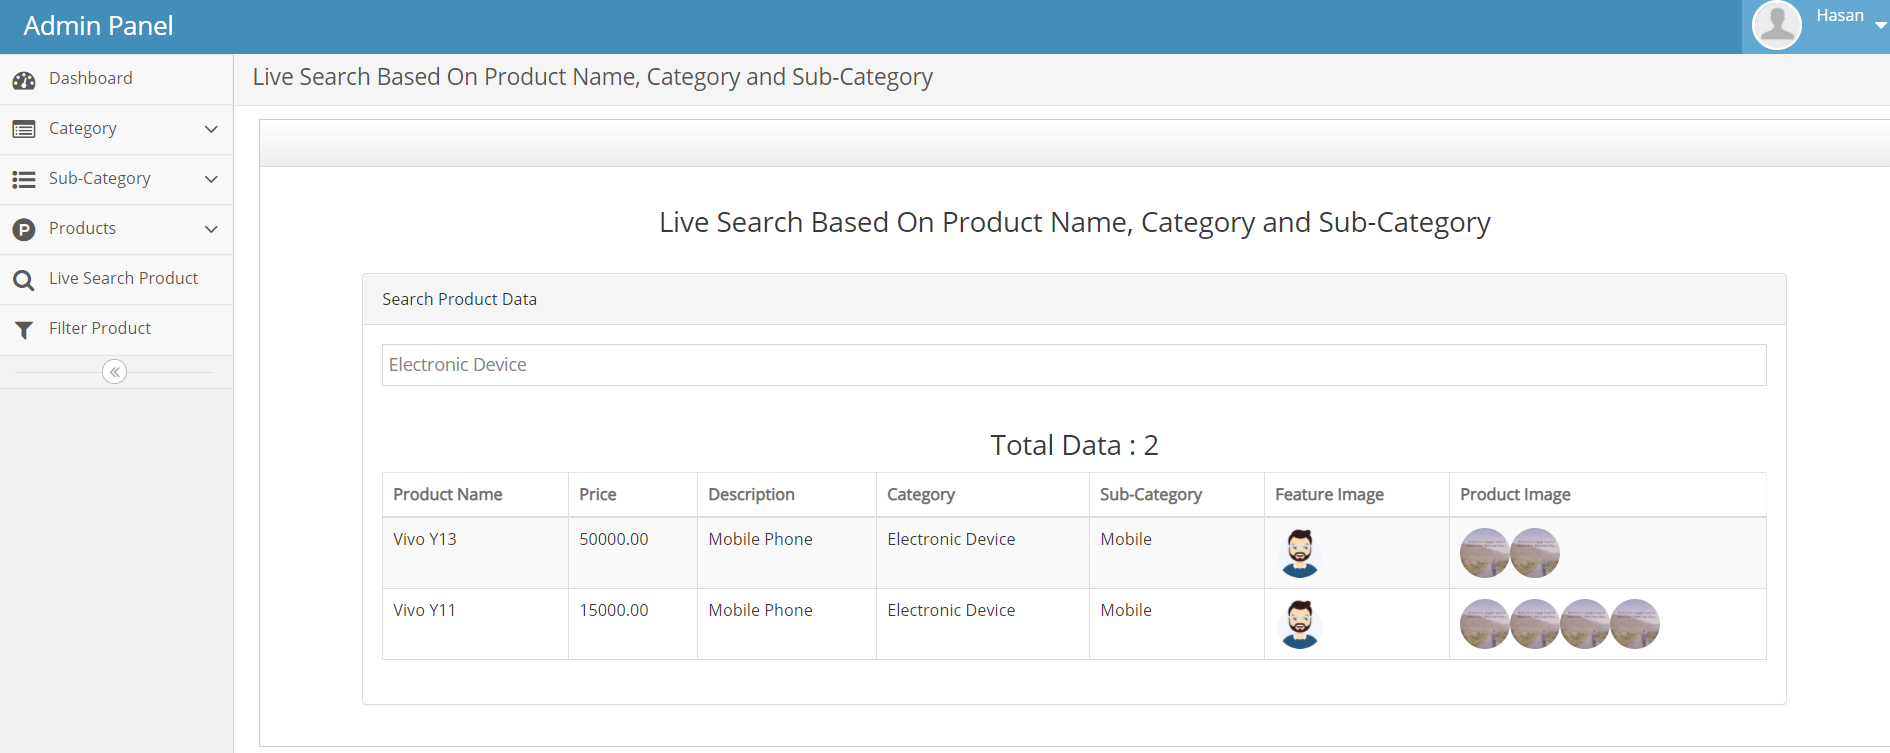 Admin Panel
Hasan
Dashboard
Category
Sub-Category
Products
Live Search Product
Filter Product
Live Search Based On Product Name, Category and Sub-Category
Live Search Based On Product Name, Category and Sub-Category
Search Product Data
Electronic Device
Total Data : 2
Product Name Price Description Category Sub-Category Feature Image Product Image
Vivo Y13 50000.00 Mobile Phone Electronic Device Mobile
Vivo Y11 15000.00 Mobile Phone Electronic Device Mobile